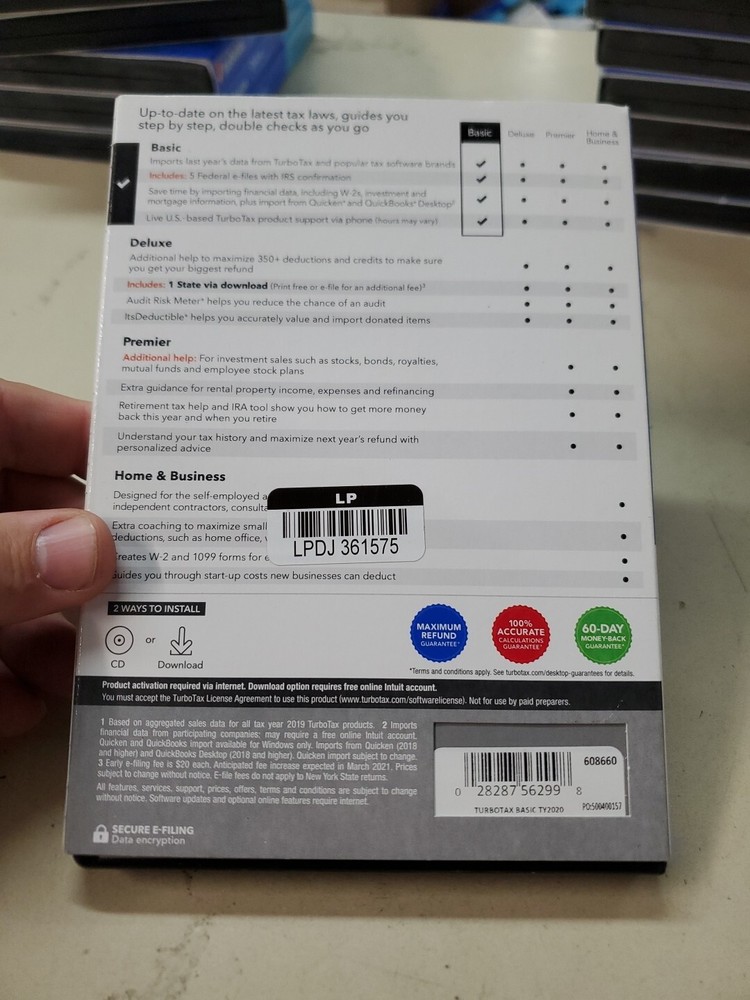 Up-to-date on the latest tax laws, guides you
step by step, double checks as you go
Basic Deluxe Premier Home &
Business
Basic
Imports last year's data from TurboTax and popular tax software brands
Includes: 5 Federal e-files with IRS confirmation
Save time by importing financial data, including W-2s, investment and
mortgage information, plus import from Quicken® and QuickBooks® Desktop²
Live U.S.-based TurboTax product support via phone (hours may vary)
Deluxe
Additional help to maximize 350+ deductions and credits to make sure
you get your biggest refund
Includes: 1 State via download (Print free or e-file for an additional fee)³
Audit Risk Meter™ helps you reduce the chance of an audit
ItsDeductible® helps you accurately value and import donated items
Premier
Additional help: For investment sales such as stocks, bonds, royalties,
mutual funds and employee stock plans
Extra guidance for rental property income, expenses and refinancing
Retirement tax help and IRA tool show you how to get more money
back this year and when you retire
Understand your tax history and maximize next year's refund with
personalized advice
Home & Business
Designed for the self-employed a
independent contractors, consulta
Extra coaching to maximize small
deductions, such as home office,
Creates W-2 and 1099 forms for e
Guides you through start-up costs new businesses can deduct
LP
LPDJ 361575
2 WAYS TO INSTALL
CD or Download
MAXIMUM
REFUND
GUARANTEE*
100%
ACCURATE
CALCULATIONS
GUARANTEE*
60-DAY
MONEY-BACK
GUARANTEE*
*Terms and conditions apply. See turbotax.com/desktop-guarantees for details.
Product activation required via internet. Download option requires free online Intuit account.
You must accept the TurboTax License Agreement to use this product (www.turbotax.com/softwarelicense). Not for use by paid preparers.
1 Based on aggregated sales data for all tax year 2019 TurboTax products. 2 Imports
financial data from participating companies; may require a free online Intuit account.
Quicken and QuickBooks import available for Windows only. Imports from Quicken (2018
and higher) and QuickBooks Desktop (2018 and higher). Quicken import subject to change.
3 Early e-filing fee is $20 each. Anticipated fee increase expected in March 2021. Prices
subject to change without notice. E-file fees do not apply to New York State returns.
All features, services, support, prices, offers, terms and conditions are subject to change
without notice. Software updates and optional online features require internet.
SECURE E-FILING
Data encryption
608660
0 28287 56299 8
TURBOTAX BASIC TY2020 PD:500400157